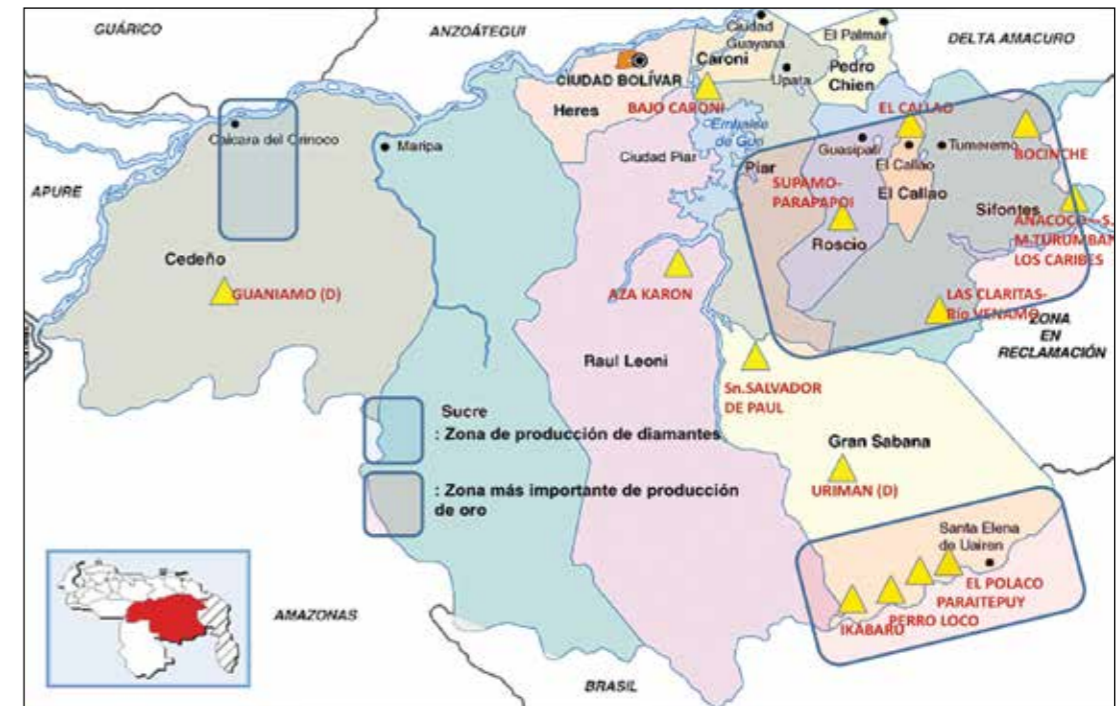 GUÁRICO
ANZOÁTEGUI
DELTA AMACURO
APURE
AMAZONAS
BRASIL
ZONA
EN
RECLAMACIÓN
Ciudad
Guayana
El Palmar
Caroni
Upata
Pedro
Chien
CIUDAD BOLÍVAR
Heres
BAJO CARONI
EL CALLAO
Caicara del Orinoco
Maripa
Embalse
de Guri
Ciudad Piar
Piar
Guasipati
El Callao
Tumeremo
BOCINCHE
El Callao
SUPAMO-
PARAPAPOI
Roscio
Sifontes
ANACOCO--S.
M.TURUMBAN
LOS CARIBES
Cedeño
GUANIAMO (D)
AZA KARON
LAS CLARITAS-
Bio VENAMO
Raul Leoni
Sn.SALVADOR
DE PAUL
Sucre
: Zona de producción de diamantes
: Zona más importante de producción
de oro
Gran Sabana
URIMAN (D)
Santa Elena
de Uairen
EL POLACO
PARAITEPUY
PERRO LOCO
IKABARU